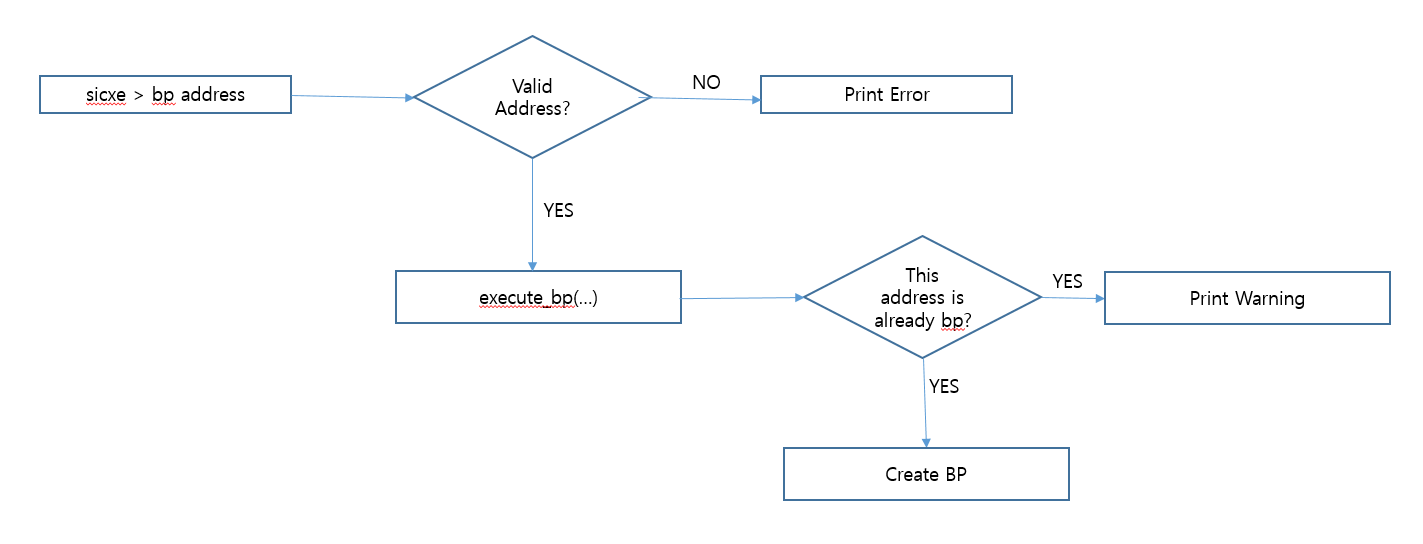 sicxe > bp address
Valid
Address?
NO
Print Error
YES
execute_bp(...)
This
address is
already bp?
YES
Print Warning
YES
Create BP